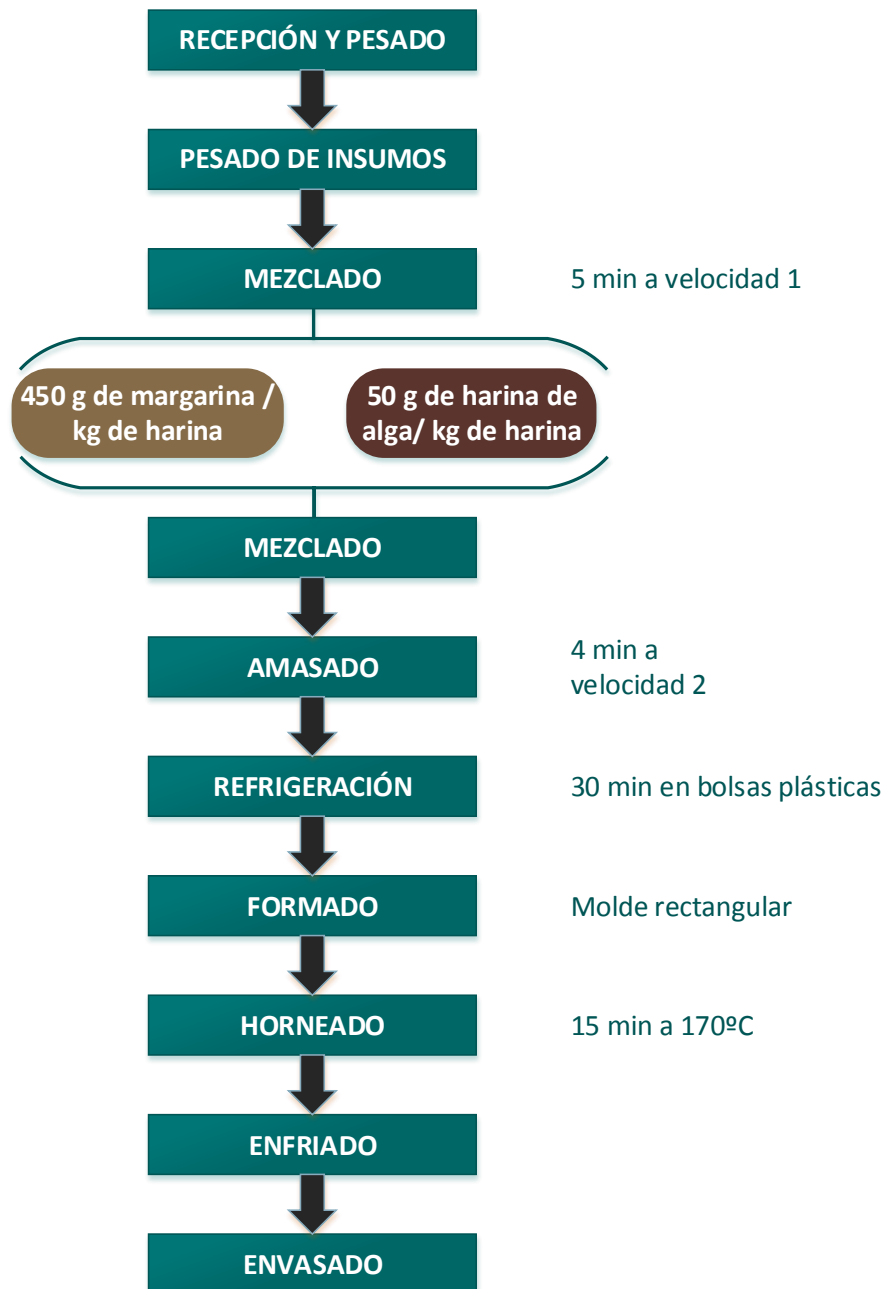 RECEPCIÓN Y PESADO
PESADO DE INSUMOS
MEZCLADO
5 min a velocidad 1
450 g de margarina /
kg de harina
50 g de harina de
alga/ kg de harina
MEZCLADO
AMASADO
4 min a
velocidad 2
REFRIGERACIÓN
30 min en bolsas plásticas
FORMADO
Molde rectangular
HORNEADO
15 min a 170ºC
ENFRIADO
ENVASADO